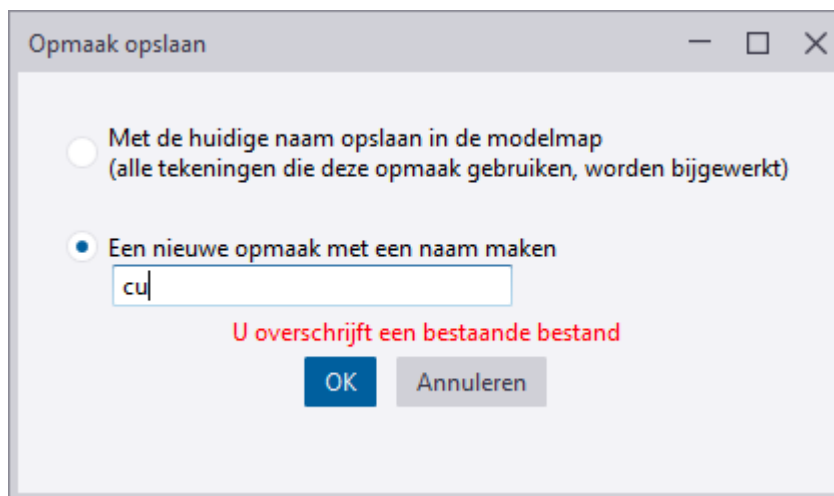 Opmaak opslaan
Met de huidige naam opslaan in de modelmap
(alle tekeningen die deze opmaak gebruiken, worden bijgewerkt)
Een nieuwe opmaak met een naam maken
cu
U overschrijft een bestaande bestand
OK Annuleren